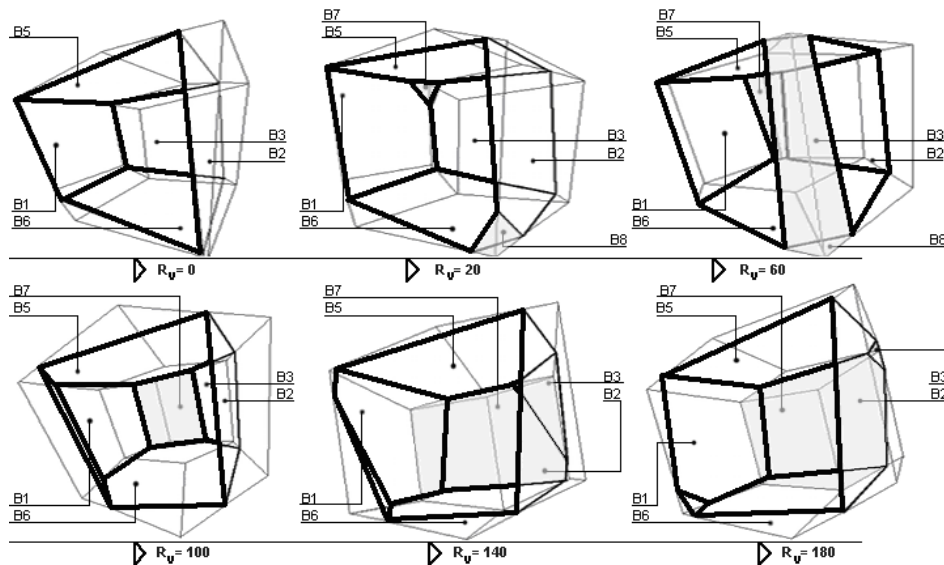 B5
B3
B2
B1
B6
R_v= 0
B7
B5
B1
B6
B3
B2
B8
R_v= 20
B7
B5
B1
B6
B3
B2
B8
R_v= 60
B7
B5
B3
B2
B1
B6
R_v= 100
B7
B5
B3
B2
B1
B6
R_v= 140
B7
B5
B3
B2
B1
B6
R_v= 180